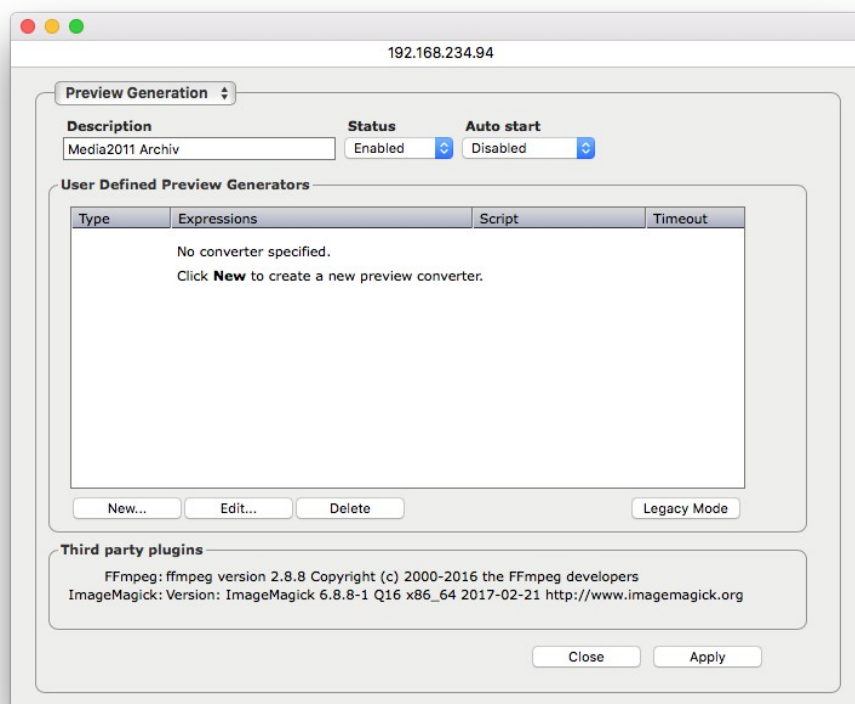 192.168.234.94
Preview Generation
Description Status Auto start
Media2011 Archiv Enabled Disabled
User Defined Preview Generators
Type Expressions Script Timeout
No converter specified.
Click New to create a new preview converter.
New... Edit... Delete Legacy Mode
Third party plugins
FFmpeg: ffmpeg version 2.8.8 Copyright (c) 2000-2016 the FFmpeg developers
ImageMagick: Version: ImageMagick 6.8.8-1 Q16 x86_64 2017-02-21 http://www.imagemagick.org
Close Apply